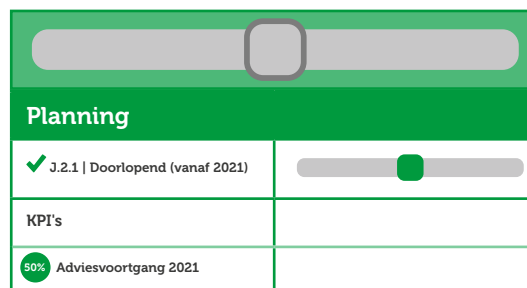 Planning
J.2.1 | Doorlopend (vanaf 2021)
KPI's
50% Adviesvoortgang 2021